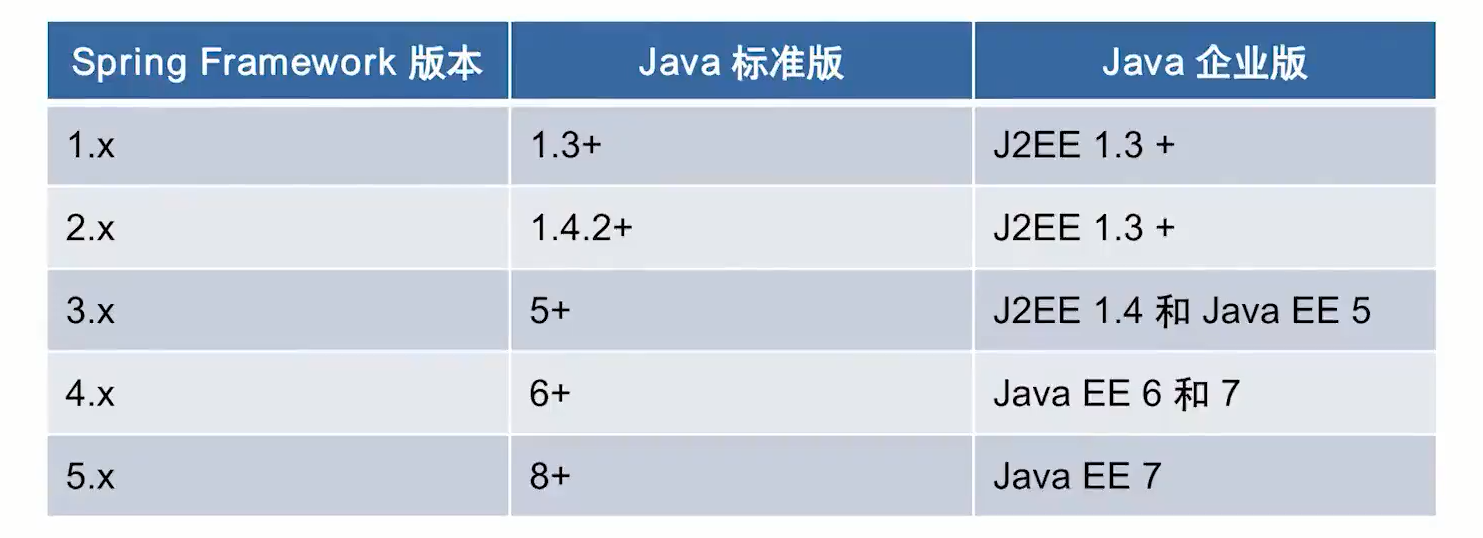 Spring Framework 版本 Java 标准版 Java 企业版
1.x 1.3+ J2EE 1.3 +
2.x 1.4.2+ J2EE 1.3 +
3.x 5+ J2EE 1.4 和 Java EE 5
4.x 6+ Java EE 6 和 7
5.x 8+ Java EE 7